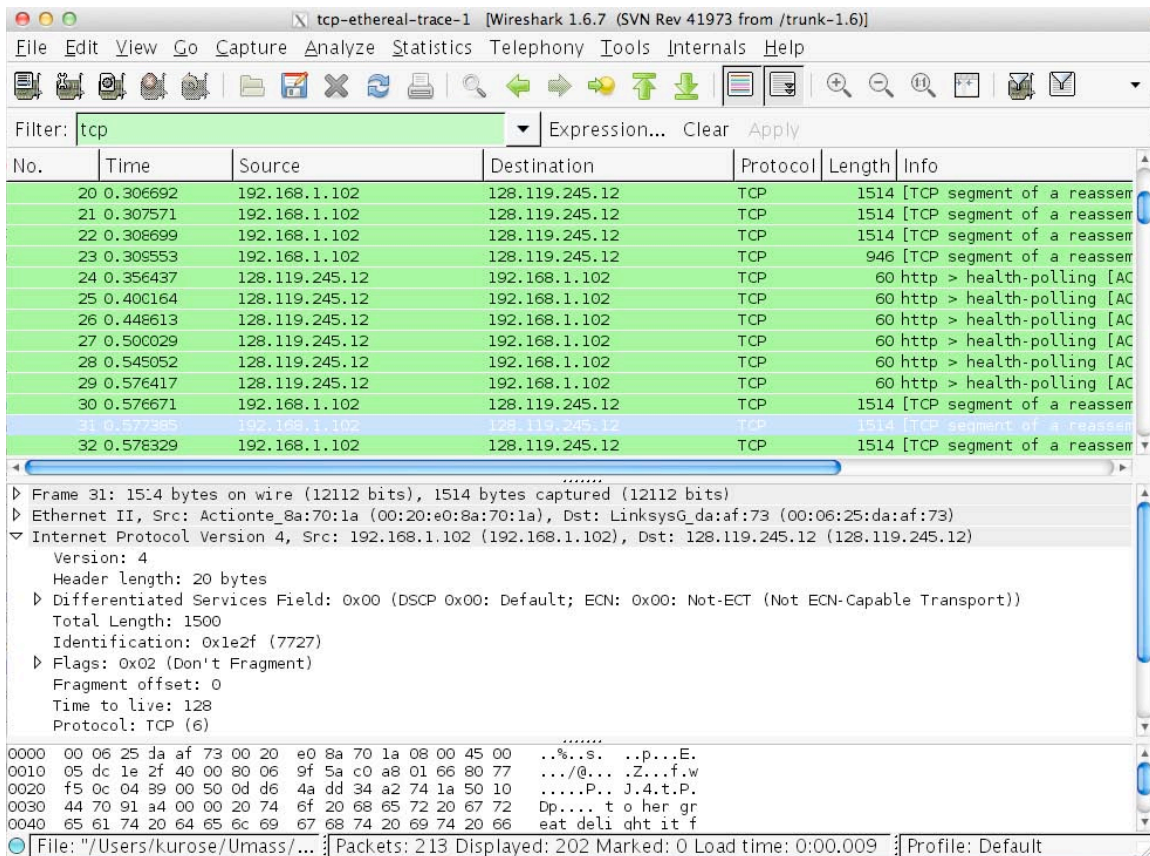 tcp-ethereal-trace-1 [Wireshark 1.6.7 (SVN Rev 41973 from /trunk-1.6)]
File Edit View Go Capture Analyze Statistics Telephony Tools Internals Help
Filter: tcp Expression... Clear Apply
No. Time Source Destination Protocol Length Info
20 0.306692 192.168.1.102 128.119.245.12 TCP 1514 [TCP segment of a reassem
21 0.307571 192.168.1.102 128.119.245.12 TCP 1514 [TCP segment of a reassem
22 0.308699 192.168.1.102 128.119.245.12 TCP 1514 [TCP segment of a reassem
23 0.309553 192.168.1.102 128.119.245.12 TCP 946 [TCP segment of a reassem
24 0.356437 128.119.245.12 192.168.1.102 TCP 60 http > health-polling [AC
25 0.400164 128.119.245.12 192.168.1.102 TCP 60 http > health-polling [AC
26 0.448613 128.119.245.12 192.168.1.102 TCP 60 http > health-polling [AC
27 0.500029 128.119.245.12 192.168.1.102 TCP 60 http > health-polling [AC
28 0.545052 128.119.245.12 192.168.1.102 TCP 60 http > health-polling [AC
29 0.576417 128.119.245.12 192.168.1.102 TCP 60 http > health-polling [AC
30 0.576671 192.168.1.102 128.119.245.12 TCP 1514 [TCP segment of a reassem
31 0.577385 192.168.1.102 128.119.245.12 TCP 1514 [TCP segment of a reassem
32 0.578329 192.168.1.102 128.119.245.12 TCP 1514 [TCP segment of a reassem
Frame 31: 1514 bytes on wire (12112 bits), 1514 bytes captured (12112 bits)
Ethernet II, Src: Actionte_8a:70:1a (00:20:e0:8a:70:1a), Dst: LinksysG_da:af:73 (00:06:25:da:af:73)
Internet Protocol Version 4, Src: 192.168.1.102 (192.168.1.102), Dst: 128.119.245.12 (128.119.245.12)
Version: 4
Header length: 20 bytes
Differentiated Services Field: 0x00 (DSCP 0x00: Default; ECN: 0x00: Not-ECT (Not ECN-Capable Transport))
Total Length: 1500
Identification: 0x1e2f (7727)
Flags: 0x02 (Don't Fragment)
Fragment offset: 0
Time to live: 128
Protocol: TCP (6)
0000 00 06 25 da af 73 00 20 e0 8a 70 1a 08 00 45 00 ..%..s. ..p...E.
0010 05 dc 1e 2f 40 00 80 06 9f 5a c0 a8 01 66 80 77 .../@... .Z...f.w
0020 f5 0c 04 89 00 50 0d d6 4a dd 34 a2 74 1a 50 10 .....P.. J.4.t.P.
0030 44 70 91 a4 00 00 20 74 6f 20 68 65 72 20 67 72 Dp.... t o her gr
0040 65 61 74 20 64 65 6c 69 67 68 74 20 69 74 20 66 eat deli ght it f
File: "/Users/kurose/Umass/... Packets: 213 Displayed: 202 Marked: 0 Load time: 0:00.009 Profile: Default